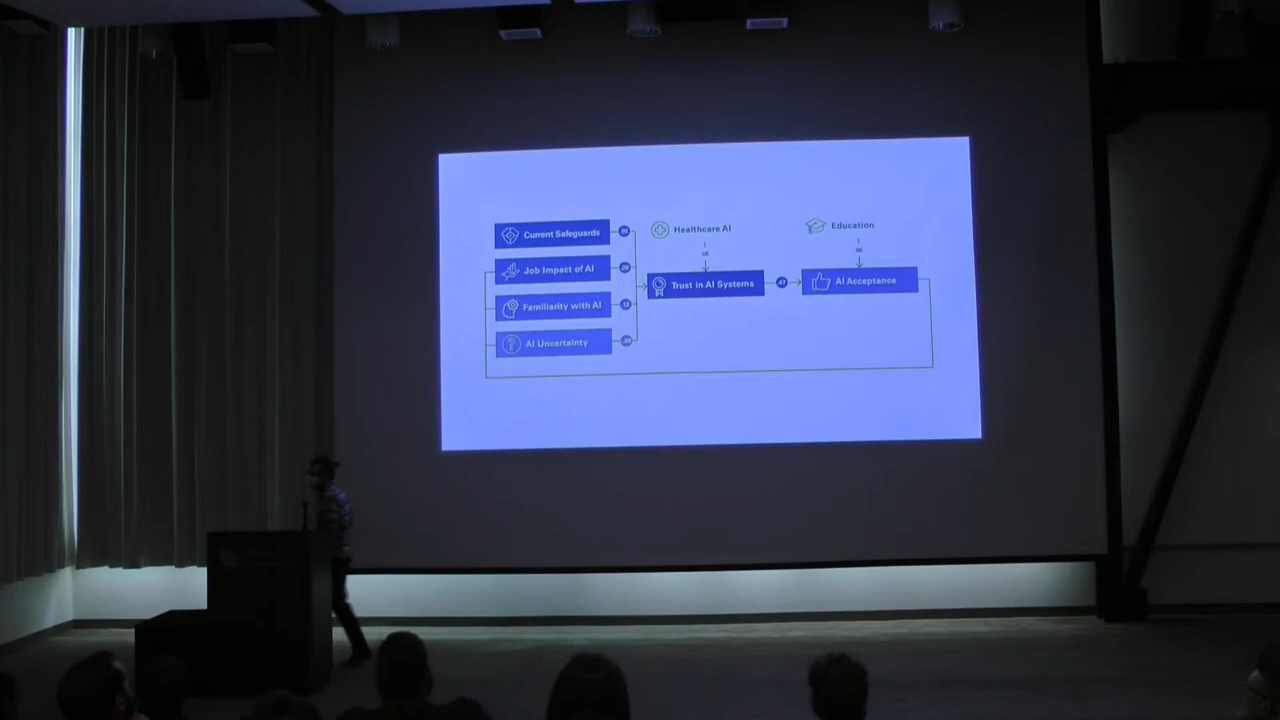 Current Safeguards
Job Impact of AI
Familiarity with AI
AI Uncertainty
Healthcare AI
Trust in AI Systems
.47
Education
AI Acceptance